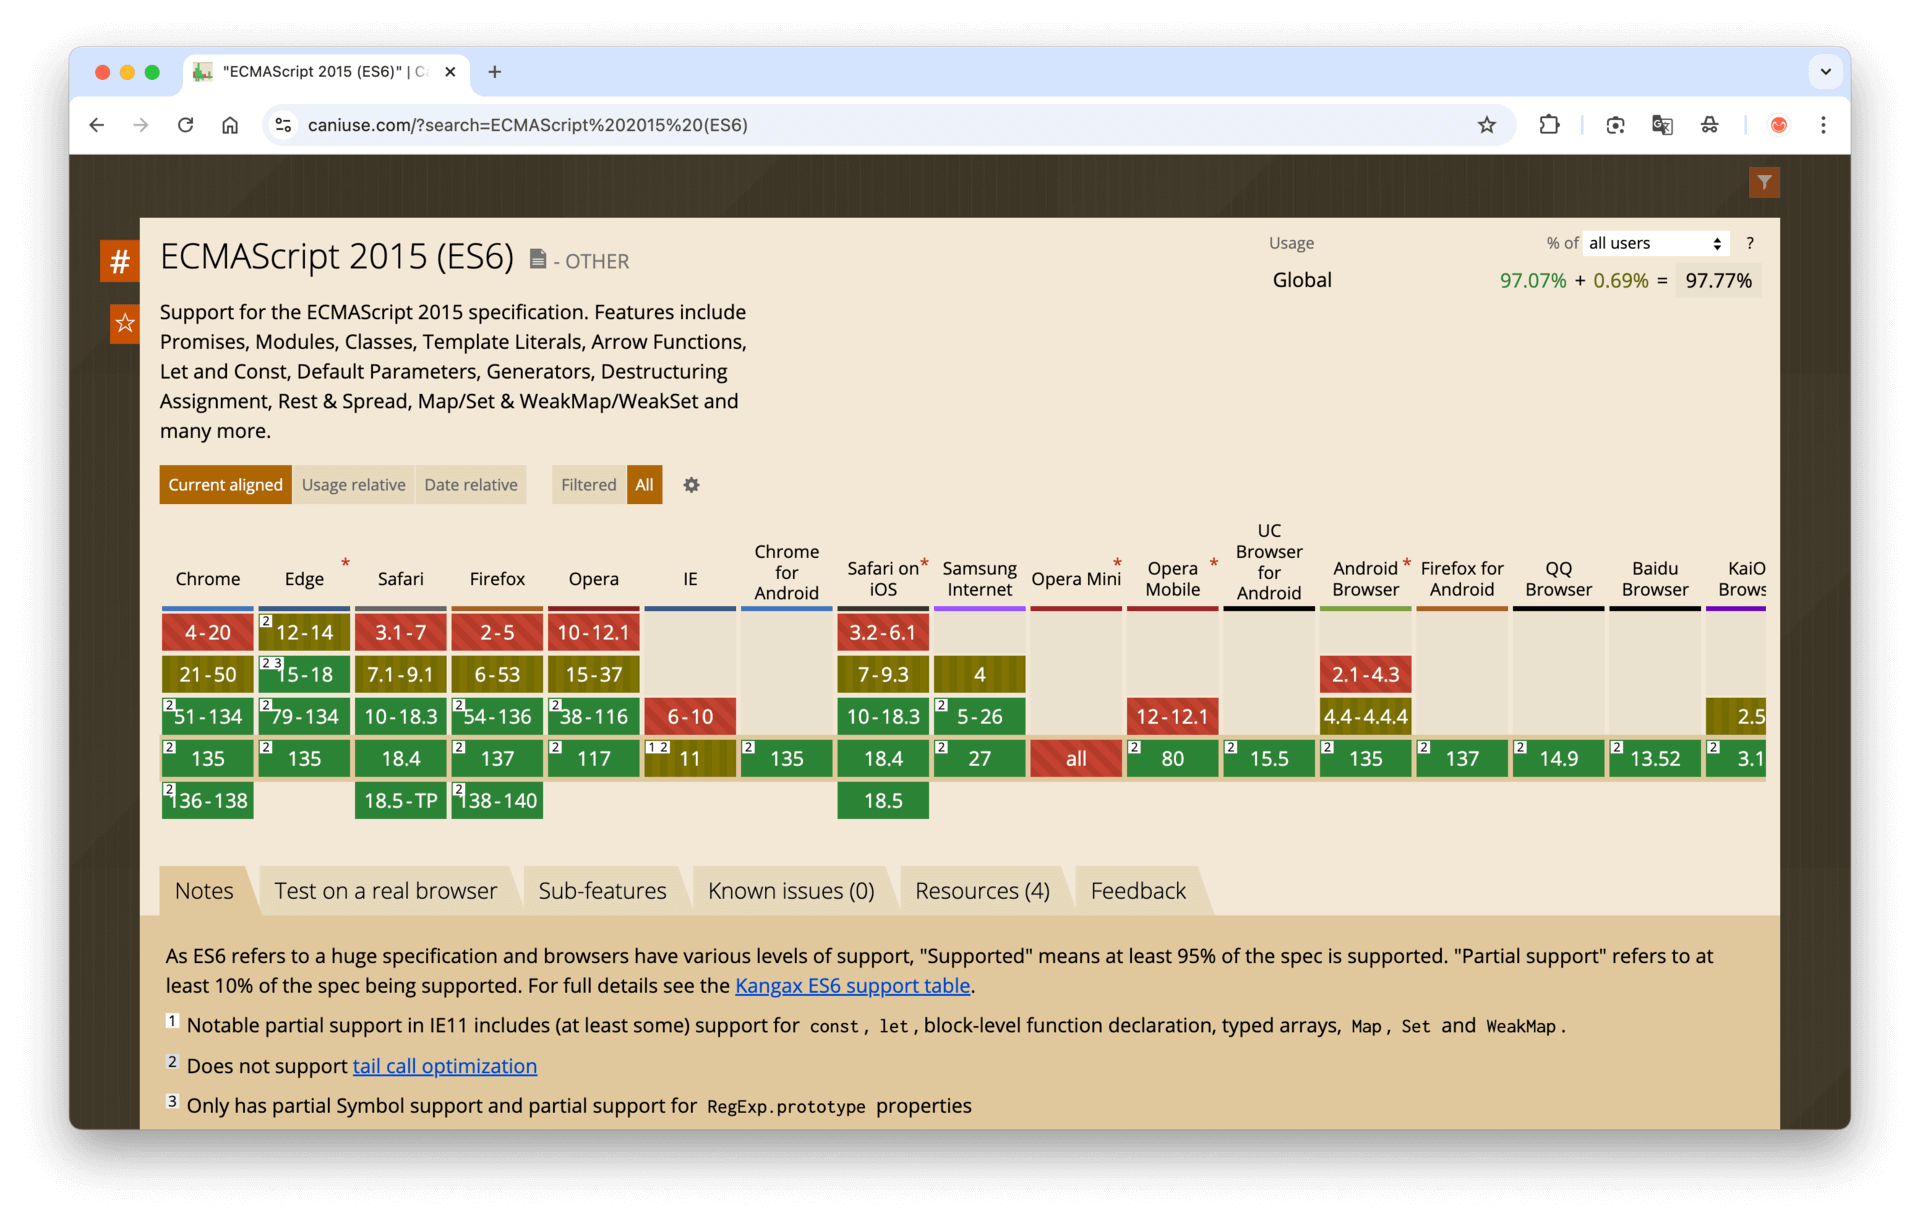 "ECMAScript 2015 (ES6)" | Ca
caniuse.com/?search=ECMAScript%202015%20(ES6)
# ECMAScript 2015 (ES6) - OTHER
Usage % of all users ?
Global 97.07% + 0.69% = 97.77%
Support for the ECMAScript 2015 specification. Features include
Promises, Modules, Classes, Template Literals, Arrow Functions,
Let and Const, Default Parameters, Generators, Destructuring
Assignment, Rest & Spread, Map/Set & WeakMap/WeakSet and
many more.
Current aligned Usage relative Date relative Filtered All
Chrome
Edge *
Safari
Firefox
Opera
IE
Chrome
for
Android
Safari on *
iOS
Samsung
Internet
Opera Mini *
Opera *
Mobile
UC
Browser
for
Android
Android *
Browser
Firefox for
Android
QQ
Browser
Baidu
Browser
KaiO
Brows
4-20 2 12-14 3.1-7 2-5 10-12.1 3.2-6.1
21-50 2 3 15-18 7.1-9.1 6-53 15-37 7-9.3 4 2.1-4.3
2 51-134 2 79-134 10-18.3 2 54-136 2 38-116 6-10 10-18.3 2 5-26 12-12.1 4.4-4.4.4 2.5
2 135 2 135 18.4 2 137 2 117 1 2 11 2 135 18.4 2 27 all 2 80 2 15.5 2 135 2 137 2 14.9 2 13.52 2 3.1
2 136-138 18.5-TP 2 138-140 18.5
Notes Test on a real browser Sub-features Known issues (0) Resources (4) Feedback
As ES6 refers to a huge specification and browsers have various levels of support, "Supported" means at least 95% of the spec is supported. "Partial support" refers to at
least 10% of the spec being supported. For full details see the Kangax ES6 support table.
1 Notable partial support in IE11 includes (at least some) support for const, let, block-level function declaration, typed arrays, Map, Set and WeakMap.
2 Does not support tail call optimization
3 Only has partial Symbol support and partial support for RegExp.prototype properties